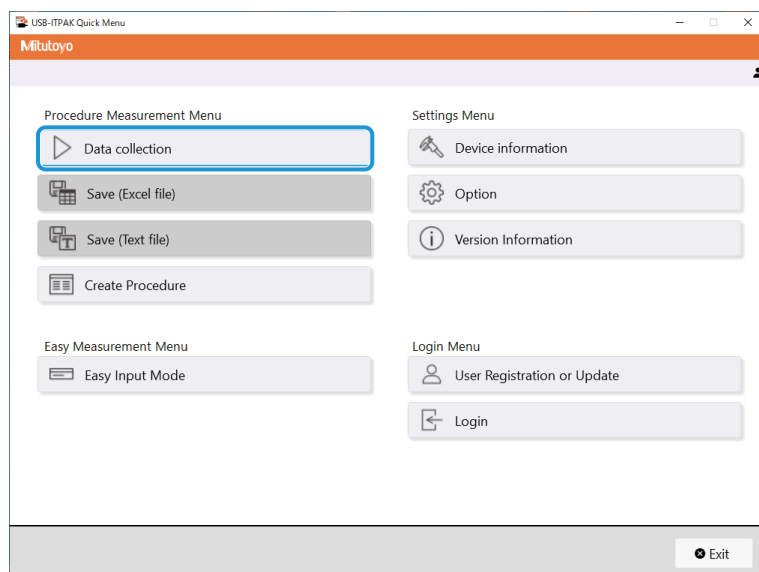 USB-ITPAK Quick Menu
Mitutoyo
Procedure Measurement Menu
Data collection
Save (Excel file)
Save (Text file)
Create Procedure
Easy Measurement Menu
Easy Input Mode
Settings Menu
Device information
Option
Version Information
Login Menu
User Registration or Update
Login
Exit